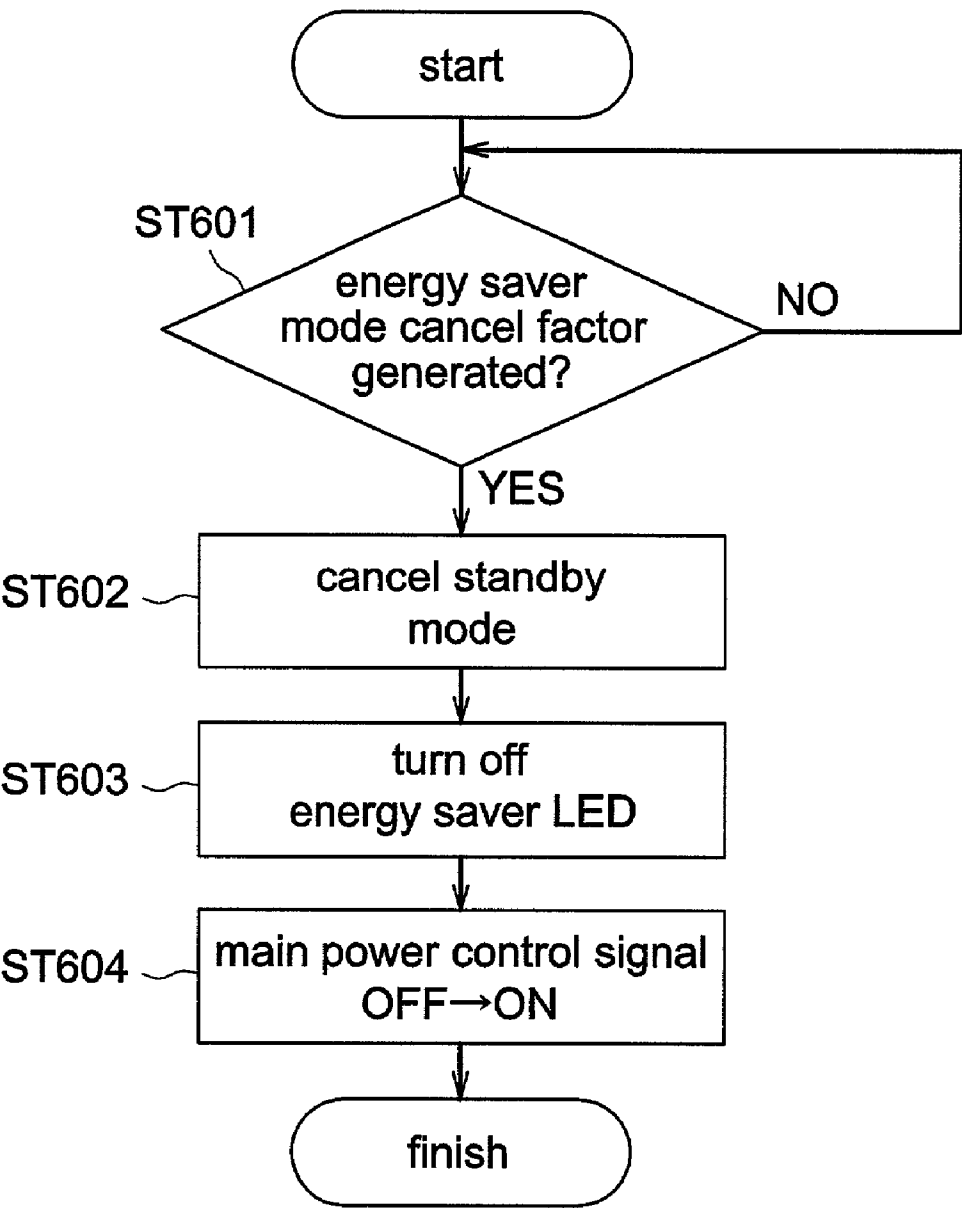 start
ST601
energy saver
mode cancel factor
generated?
NO
YES
ST602
cancel standby
mode
ST603
turn off
energy saver LED
ST604
main power control signal
OFF→ON
finish